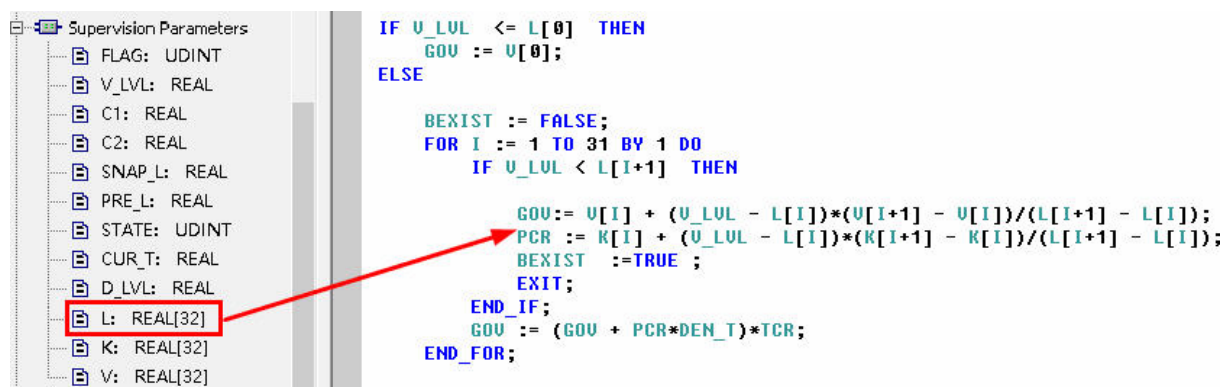 Supervision Parameters
FLAG: UDINT
V_LVL: REAL
C1: REAL
C2: REAL
SNAP_L: REAL
PRE_L: REAL
STATE: UDINT
CUR_T: REAL
D_LVL: REAL
L: REAL[32]
K: REAL[32]
V: REAL[32]
IF V_LVL <= L[0] THEN
GOV := V[0];
ELSE
BEXIST := FALSE;
FOR I := 1 TO 31 BY 1 DO
IF V_LVL < L[I+1] THEN
GOV:= V[I] + (V_LVL - L[I])*(V[I+1] - V[I])/(L[I+1] - L[I]);
PCR := K[I] + (V_LVL - L[I])*(K[I+1] - K[I])/(L[I+1] - L[I]);
BEXIST :=TRUE ;
EXIT;
END_IF;
GOV := (GOV + PCR*DEN_T)*TCR;
END_FOR;